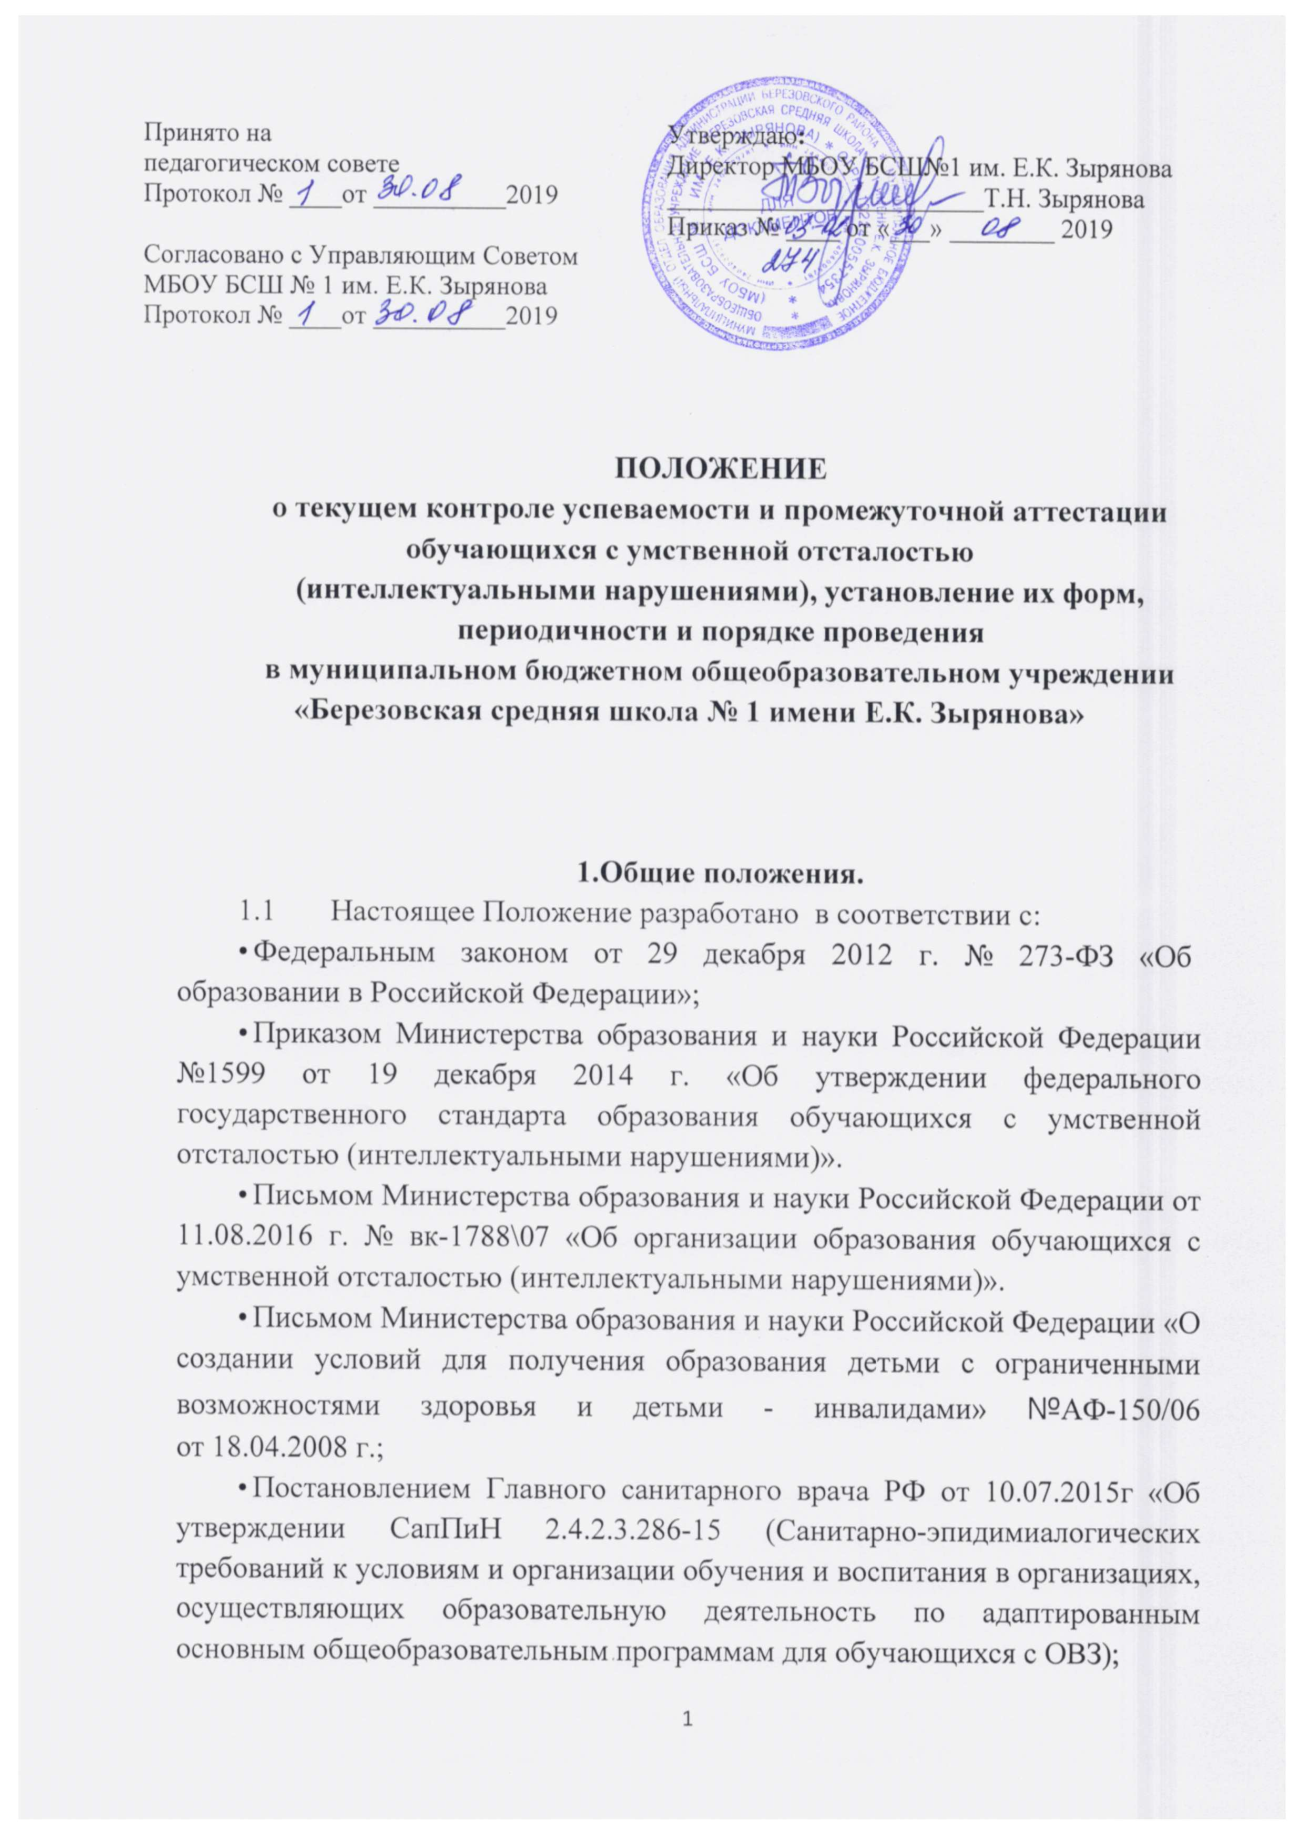 Принято на
педагогическом совете
Протокол № 1 от 30.08 2019
Согласовано с Управляющим Советом
МБОУ БСШ № 1 им. Е.К. Зырянова
Протокол № 1 от 30.08 2019
Утверждаю:
Директор МБОУ БСШ№1 им. Е.К. Зырянова
Т.Н. Зырянова
Приказ № 03-02 от «30» 08 2019
274
ДЛЯ
ДОКУМЕНТОВ
ПОЛОЖЕНИЕ
о текущем контроле успеваемости и промежуточной аттестации
обучающихся с умственной отсталостью
(интеллектуальными нарушениями), установление их форм,
периодичности и порядке проведения
в муниципальном бюджетном общеобразовательном учреждении
«Березовская средняя школа № 1 имени Е.К. Зырянова»
1.Общие положения.
1.1 Настоящее Положение разработано в соответствии с:
• Федеральным законом от 29 декабря 2012 г. № 273-ФЗ «Об
образовании в Российской Федерации»;
• Приказом Министерства образования и науки Российской Федерации
№1599 от 19 декабря 2014 г. «Об утверждении федерального
государственного стандарта образования обучающихся с умственной
отсталостью (интеллектуальными нарушениями)».
• Письмом Министерства образования и науки Российской Федерации от
11.08.2016 г. № вк-1788\07 «Об организации образования обучающихся с
умственной отсталостью (интеллектуальными нарушениями)».
• Письмом Министерства образования и науки Российской Федерации «О
создании условий для получения образования детьми с ограниченными
возможностями здоровья и детьми - инвалидами» №АФ-150/06
от 18.04.2008 г.;
• Постановлением Главного санитарного врача РФ от 10.07.2015г «Об
утверждении СапПиН 2.4.2.3.286-15 (Санитарно-эпидимиалогических
требований к условиям и организации обучения и воспитания в организациях,
осуществляющих образовательную деятельность по адаптированным
основным общеобразовательным программам для обучающихся с ОВЗ);
1